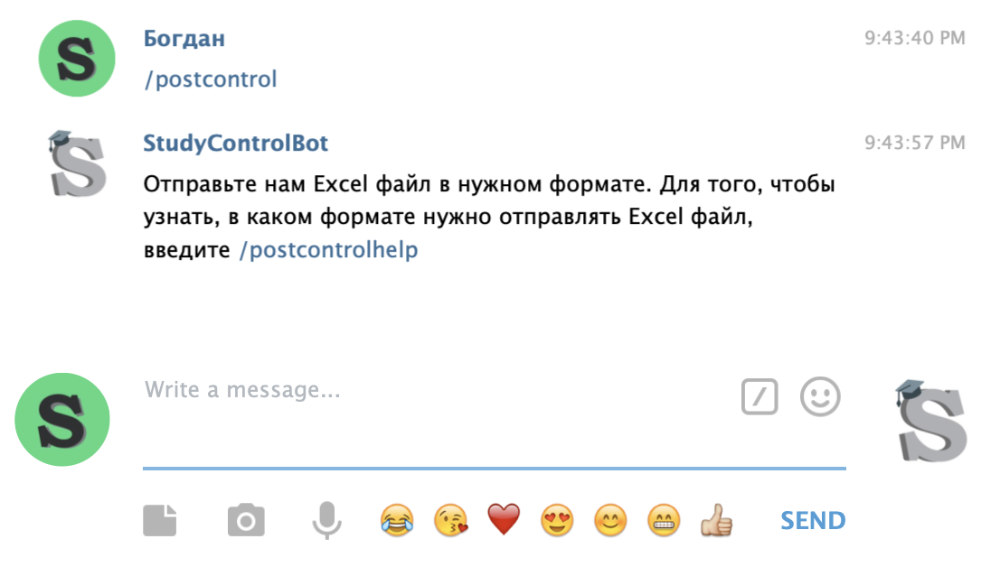 Богдан 9:43:40 PM
/postcontrol
StudyControlBot 9:43:57 PM
Отправьте нам Excel файл в нужном формате. Для того, чтобы
узнать, в каком формате нужно отправлять Excel файл,
введите /postcontrolhelp
Write a message...
SEND